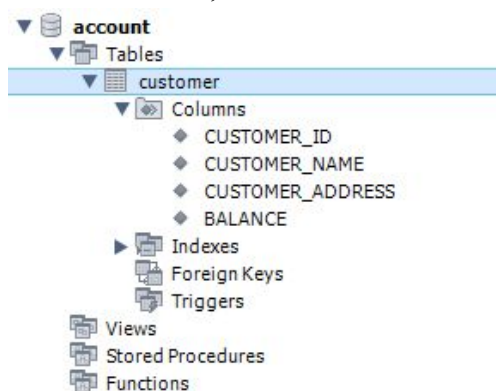 account
Tables
customer
Columns
CUSTOMER_ID
CUSTOMER_NAME
CUSTOMER_ADDRESS
BALANCE
Indexes
Foreign Keys
Triggers
Views
Stored Procedures
Functions